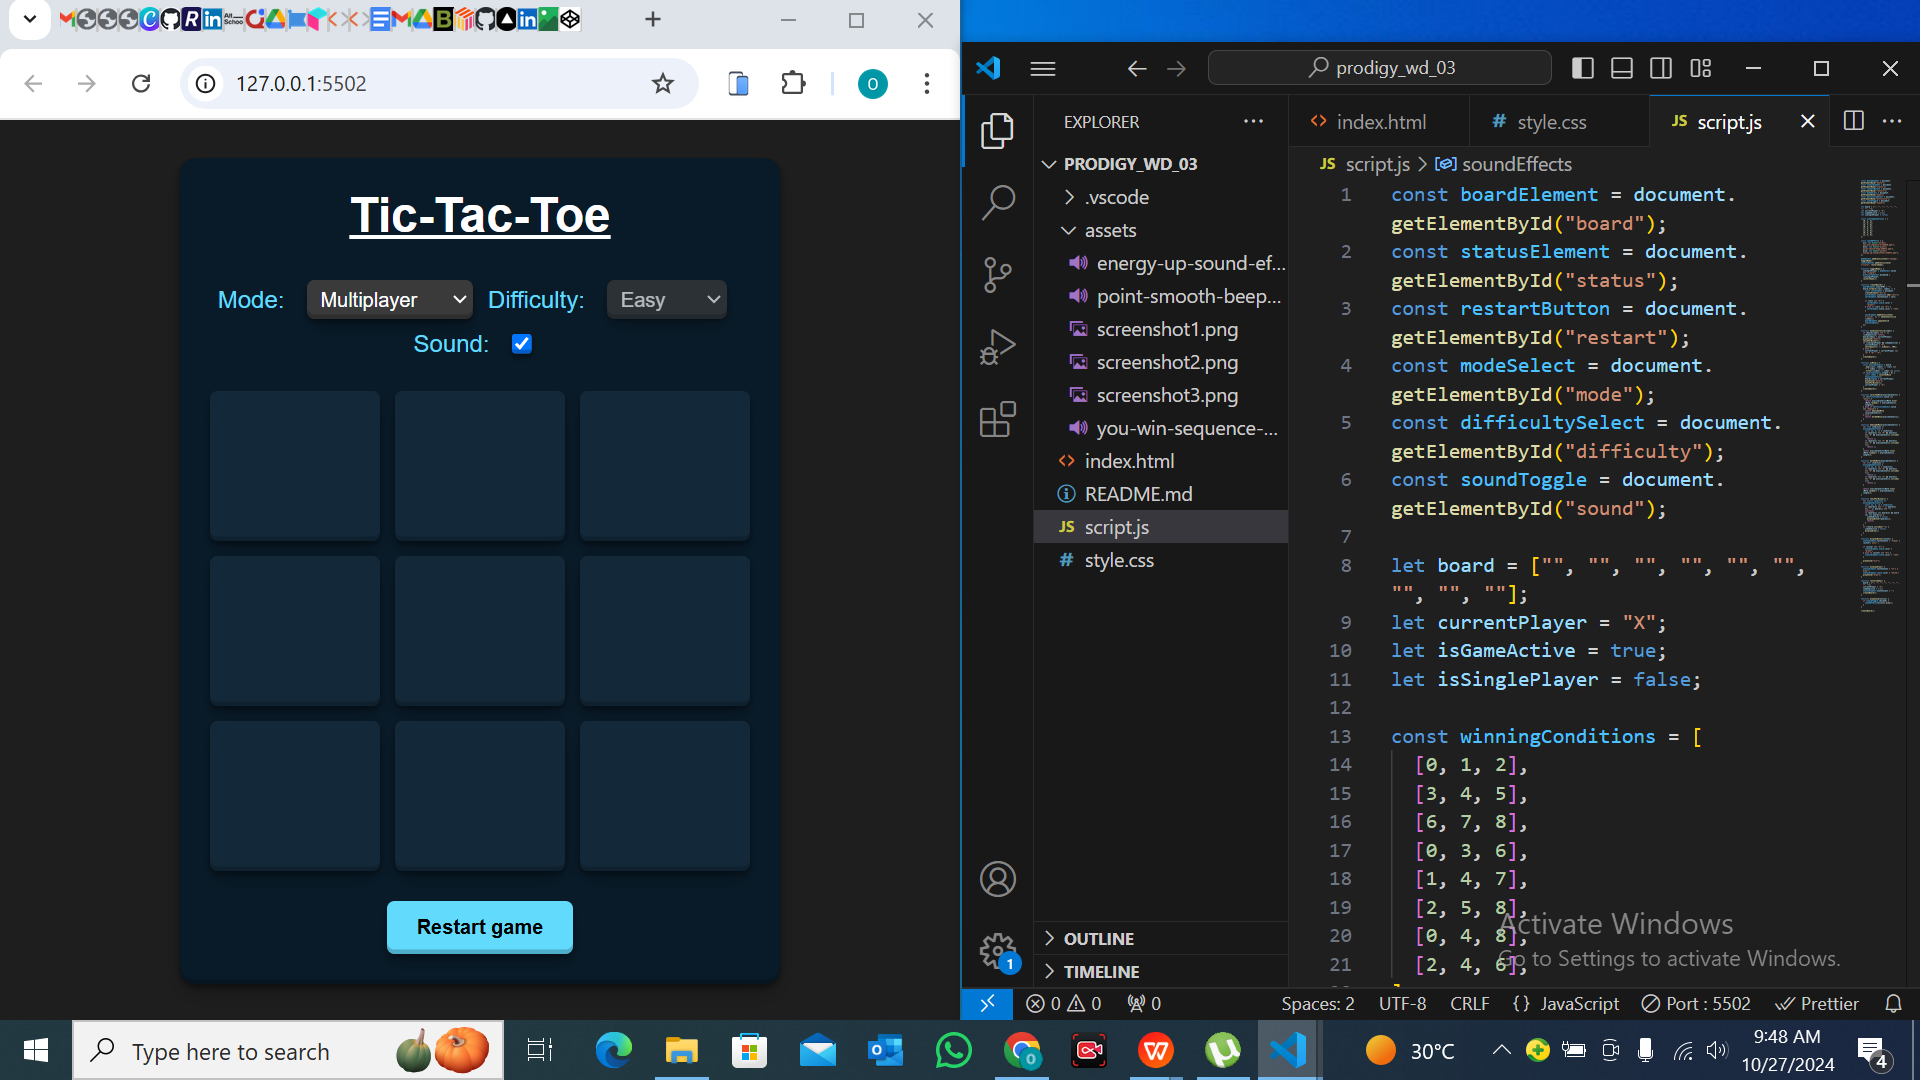 127.0.0.1:5502
Tic-Tac-Toe
Mode: Multiplayer Difficulty: Easy
Sound:
Restart game
prodigy_wd_03
EXPLORER
PRODIGY_WD_03
.vscode
assets
energy-up-sound-ef...
point-smooth-beep...
screenshot1.png
screenshot2.png
screenshot3.png
you-win-sequence-...
index.html
README.md
JS script.js
# style.css
OUTLINE
TIMELINE
index.html # style.css JS script.js
JS script.js > soundEffects
1 const boardElement = document.
getElementById("board");
2 const statusElement = document.
getElementById("status");
3 const restartButton = document.
getElementById("restart");
4 const modeSelect = document.
getElementById("mode");
5 const difficultySelect = document.
getElementById("difficulty");
6 const soundToggle = document.
getElementById("sound");
7
8 let board = ["", "", "", "", "", "",
"", "", ""];
9 let currentPlayer = "X";
10 let isGameActive = true;
11 let isSinglePlayer = false;
12
13 const winningConditions = [
14 [0, 1, 2],
15 [3, 4, 5],
16 [6, 7, 8],
17 [0, 3, 6],
18 [1, 4, 7],
19 [2, 5, 8],
20 [0, 4, 8],
21 [2, 4, 6],
Activate Windows
Go to Settings to activate Windows.
1
0 0 0 Spaces: 2 UTF-8 CRLF {} JavaScript Port : 5502 Prettier
Type here to search
30°C
9:48 AM
10/27/2024
4